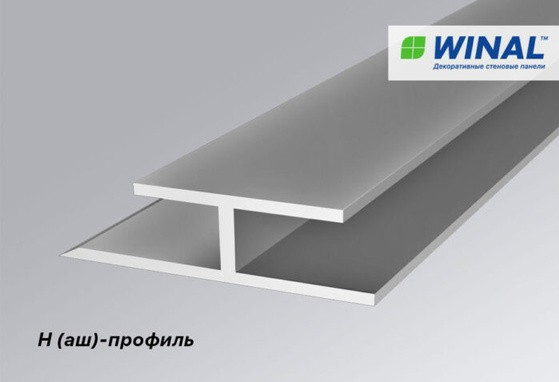 WINAL™
Декоративные стеновые панели
Н (аш)-профиль